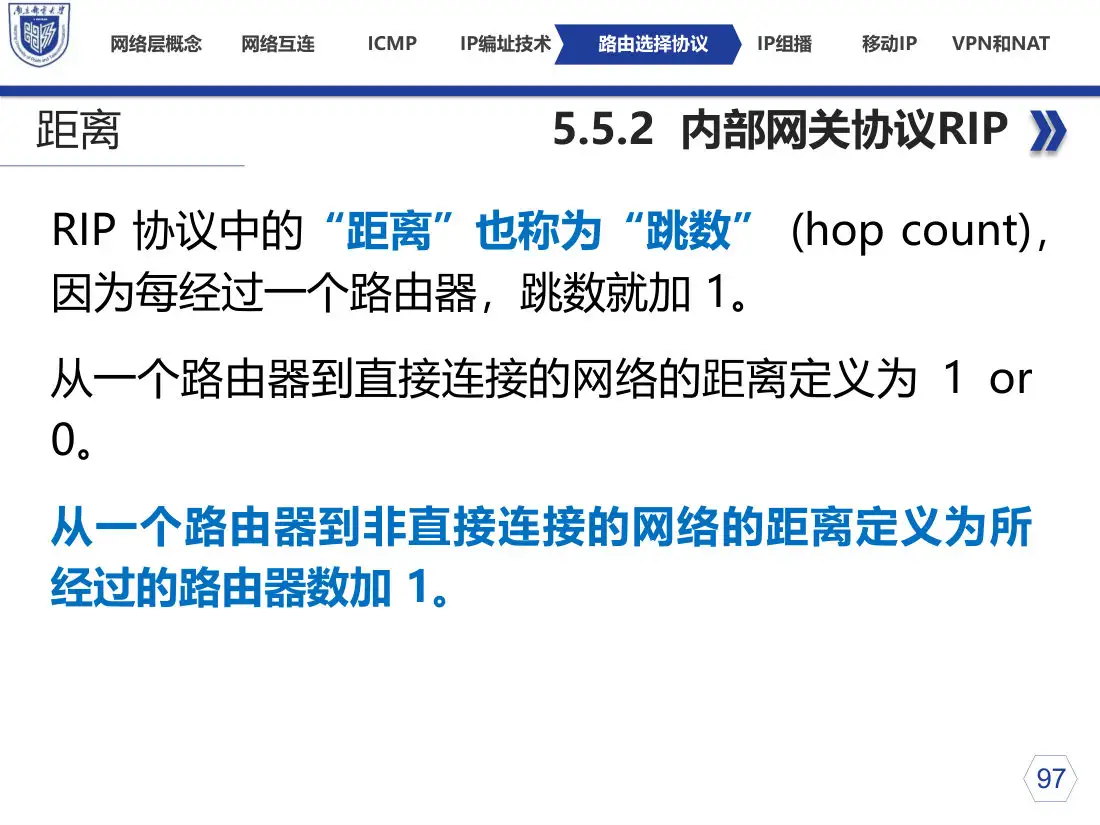 网络层概念 网络互连 ICMP IP编址技术 路由选择协议 IP组播 移动IP VPN和NAT
距离
5.5.2 内部网关协议RIP
RIP 协议中的“距离”也称为“跳数” (hop count),
因为每经过一个路由器，跳数就加 1。
从一个路由器到直接连接的网络的距离定义为 1 or
0。
从一个路由器到非直接连接的网络的距离定义为所
经过的路由器数加 1。
97